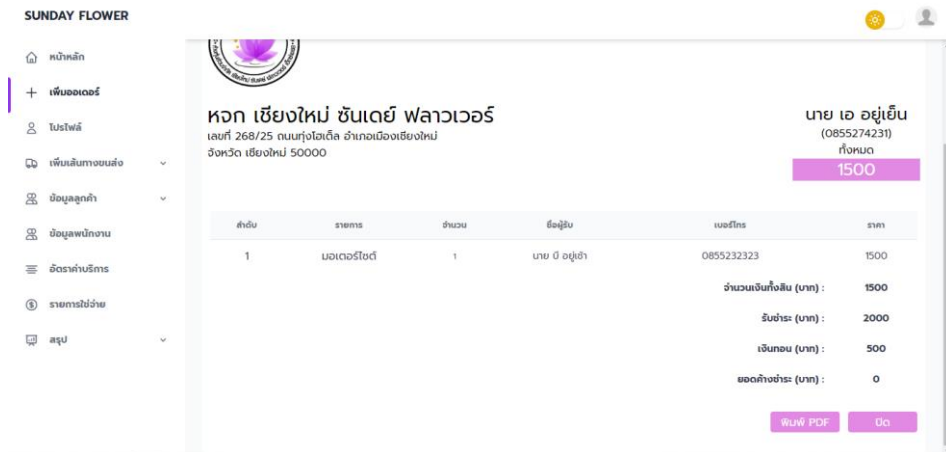 SUNDAY FLOWER
หน้าหลัก
เพิ่มออเดอร์
โปรไฟล์
เพิ่มเส้นทางขนส่ง
ข้อมูลลูกค้า
ข้อมูลพนักงาน
อัตราค่าบริการ
รายการใช้จ่าย
สรุป
หจก เชียงใหม่ ซันเดย์ ฟลาวเวอร์
เลขที่ 268/25 ถนนทุ่งโฮเต็ล อำเภอเมืองเชียงใหม่
จังหวัด เชียงใหม่ 50000
นาย เอ อยู่เย็น
(0855274231)
ทั้งหมด
1500
ลำดับ รายการ จำนวน ชื่อผู้รับ เบอร์โทร ราคา
1 มอเตอร์ไซต์ 1 นาย บี อยู่เช้า 0855232323 1500
จำนวนเงินทั้งสิ้น (บาท) : 1500
รับชำระ (บาท) : 2000
เงินทอน (บาท) : 500
ยอดค้างชำระ (บาท) : 0
พิมพ์ PDF ปิด